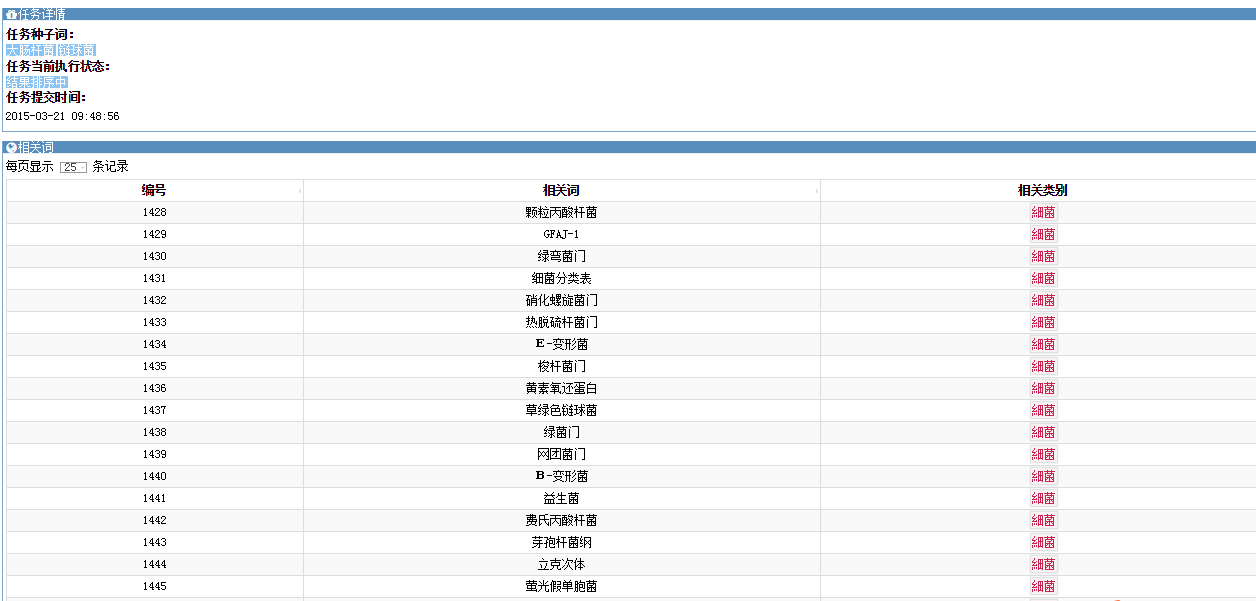 任务详情
任务种子词：
大肠杆菌 链球菌
任务当前执行状态：
结果排序中
任务提交时间：
2015-03-21 09:48:56
相关词
每页显示 25 条记录
编号 相关词 相关类别
1428 颗粒丙酸杆菌 細菌
1429 GFAJ-1 細菌
1430 绿弯菌门 細菌
1431 细菌分类表 細菌
1432 硝化螺旋菌门 細菌
1433 热脱硫杆菌门 細菌
1434 E-变形菌 細菌
1435 梭杆菌门 細菌
1436 黄素氧还蛋白 細菌
1437 草绿色链球菌 細菌
1438 绿菌门 細菌
1439 网团菌门 細菌
1440 B-变形菌 細菌
1441 益生菌 細菌
1442 费氏丙酸杆菌 細菌
1443 芽孢杆菌纲 細菌
1444 立克次体 細菌
1445 萤光假单胞菌 細菌